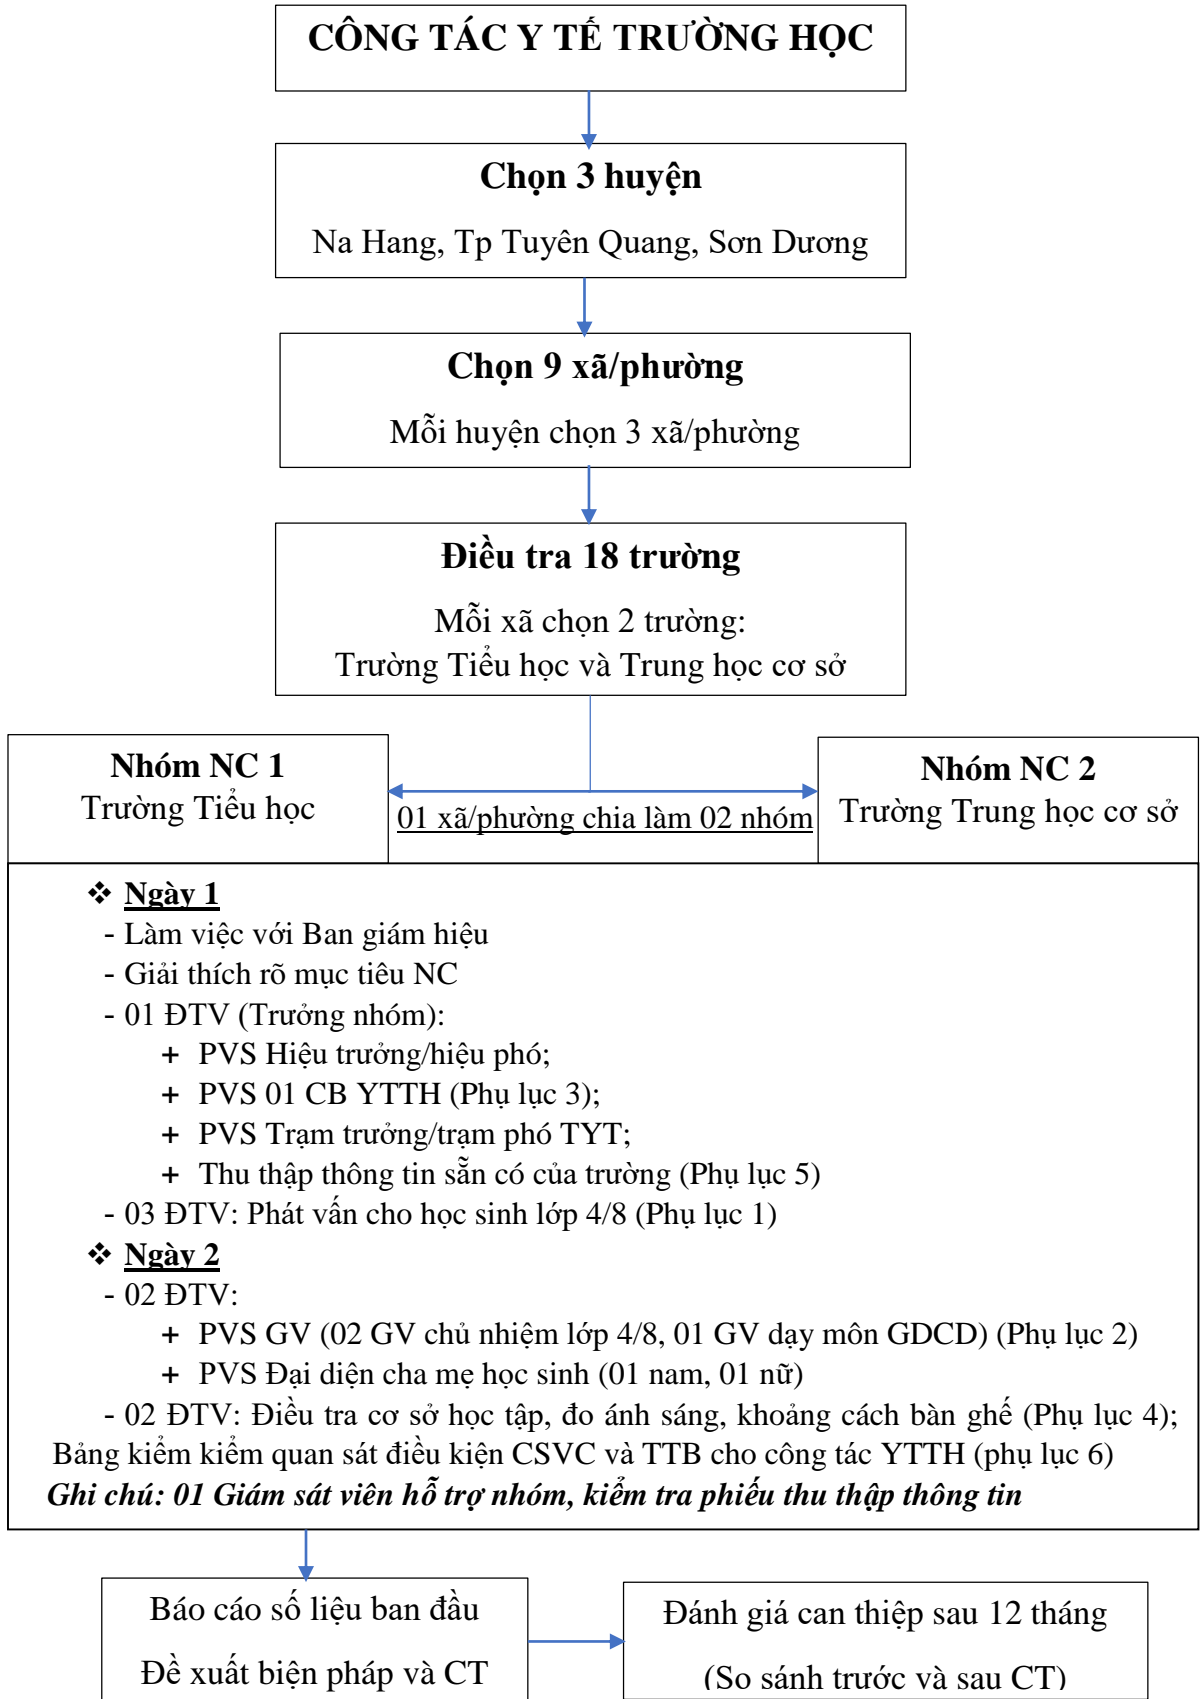 CÔNG TÁC Y TẾ TRƯỜNG HỌC
Chọn 3 huyện
Na Hang, Tp Tuyên Quang, Sơn Dương
Chọn 9 xã/phường
Mỗi huyện chọn 3 xã/phường
Điều tra 18 trường
Mỗi xã chọn 2 trường:
Trường Tiểu học và Trung học cơ sở
Nhóm NC 1
Trường Tiểu học
01 xã/phường chia làm 02 nhóm
Nhóm NC 2
Trường Trung học cơ sở
❖ Ngày 1
- Làm việc với Ban giám hiệu
- Giải thích rõ mục tiêu NC
- 01 ĐTV (Trưởng nhóm):
+ PVS Hiệu trưởng/hiệu phó;
+ PVS 01 CB YTTH (Phụ lục 3);
+ PVS Trạm trưởng/trạm phó TYT;
+ Thu thập thông tin sẵn có của trường (Phụ lục 5)
- 03 ĐTV: Phát vấn cho học sinh lớp 4/8 (Phụ lục 1)
❖ Ngày 2
- 02 ĐTV:
+ PVS GV (02 GV chủ nhiệm lớp 4/8, 01 GV dạy môn GDCD) (Phụ lục 2)
+ PVS Đại diện cha mẹ học sinh (01 nam, 01 nữ)
- 02 ĐTV: Điều tra cơ sở học tập, đo ánh sáng, khoảng cách bàn ghế (Phụ lục 4);
Bảng kiểm kiểm quan sát điều kiện CSVC và TTB cho công tác YTTH (phụ lục 6)
Ghi chú: 01 Giám sát viên hỗ trợ nhóm, kiểm tra phiếu thu thập thông tin
Báo cáo số liệu ban đầu
Đề xuất biện pháp và CT
Đánh giá can thiệp sau 12 tháng
(So sánh trước và sau CT)